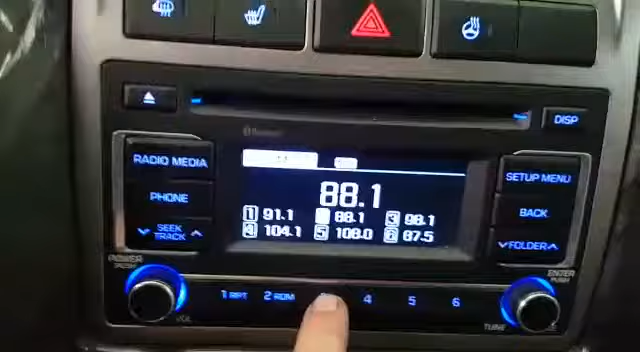 DISP
Bluetooth
RADIO MEDIA
SETUP MENU
88.1
PHONE
BACK
1 91.1 88.1 3 98.1
4 104.1 5 108.0 6 87.5
SEEK
TRACK
FOLDER
POWER
PUSH
ENTER
PUSH
1 RPT 2 RDM 4 5 6
VOL
TUNE